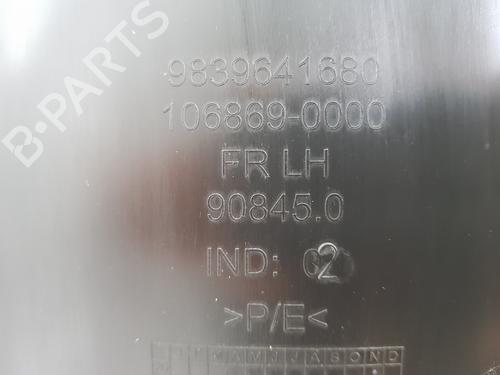 B-PARTS
9839641680
106869-0000
FR LH
90845.0
IND: 02
>P/E<
J F M A M J J A S O N D